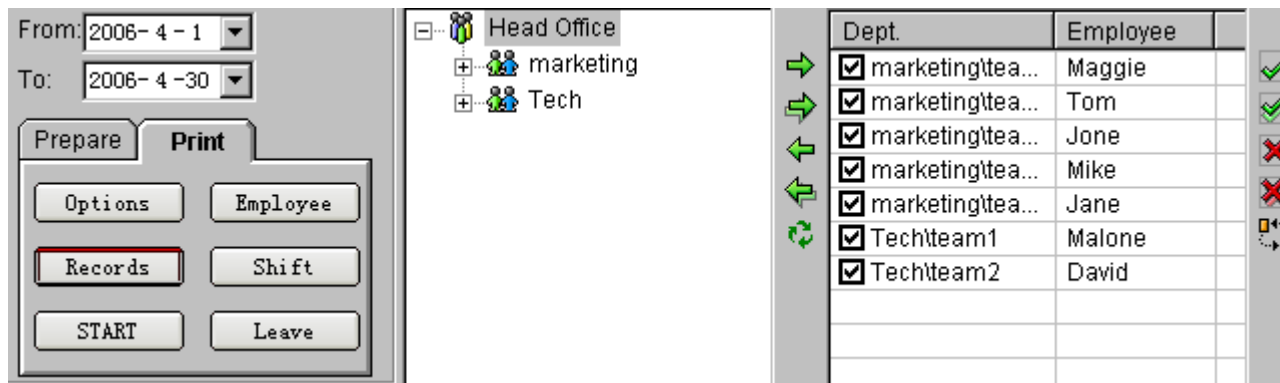 From: 2006- 4 - 1
To: 2006- 4 -30
Prepare Print
Options Employee
Records Shift
START Leave
Head Office
marketing
Tech
Dept. Employee
marketing\tea... Maggie
marketing\tea... Tom
marketing\tea... Jone
marketing\tea... Mike
marketing\tea... Jane
Tech\team1 Malone
Tech\team2 David